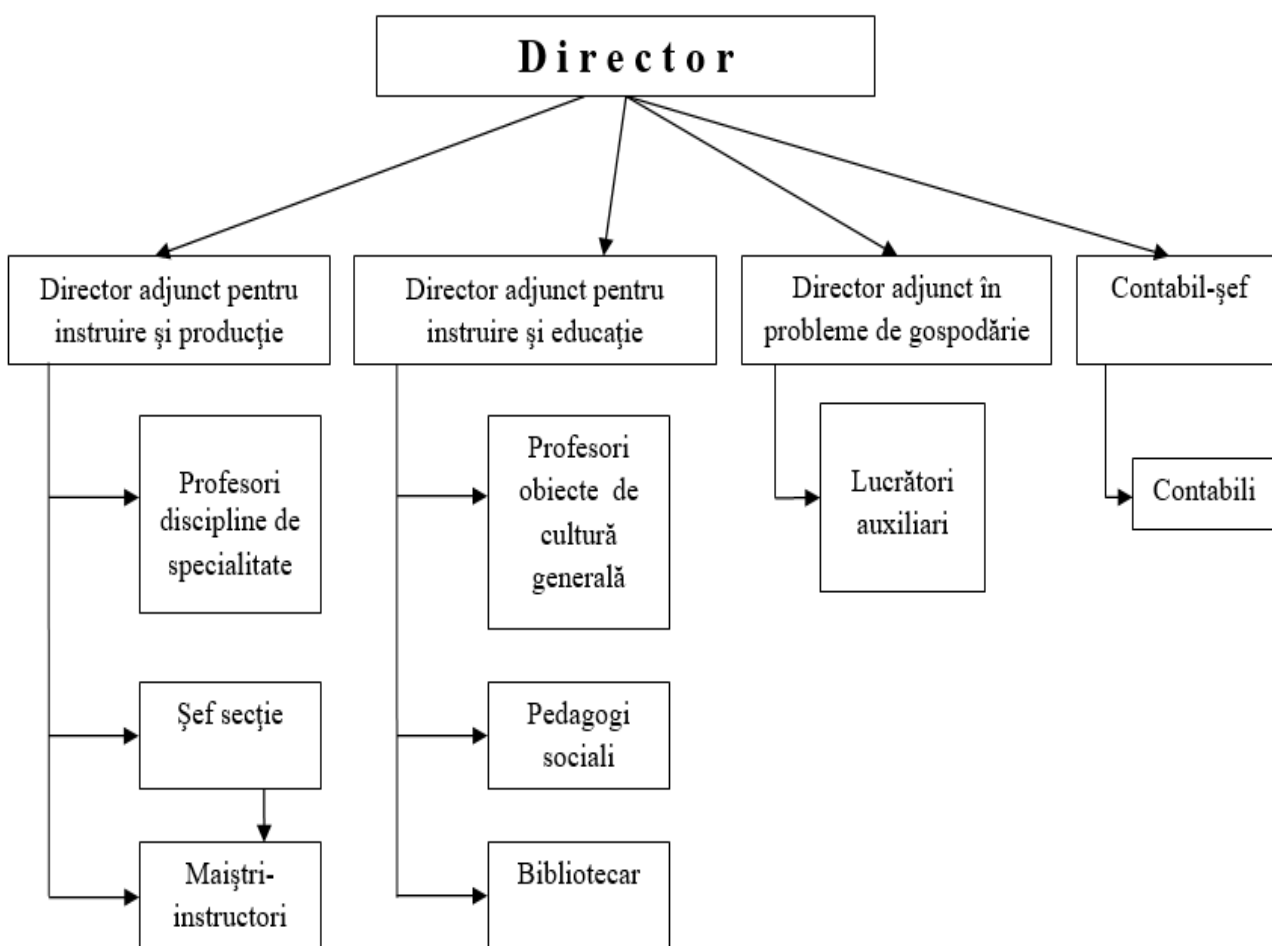 Director
Director adjunct pentru
instruire şi producţie
Director adjunct pentru
instruire şi educaţie
Director adjunct în
probleme de gospodărie
Contabil-şef
Profesori
discipline de
specialitate
Şef secţie
Maiştri-
instructori
Profesori
obiecte de
cultură
generală
Pedagogi
sociali
Bibliotecar
Lucrători
auxiliari
Contabili